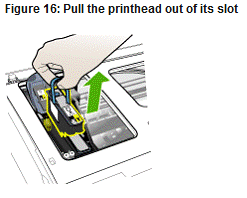 Figure 16: Pull the printhead out of its slot